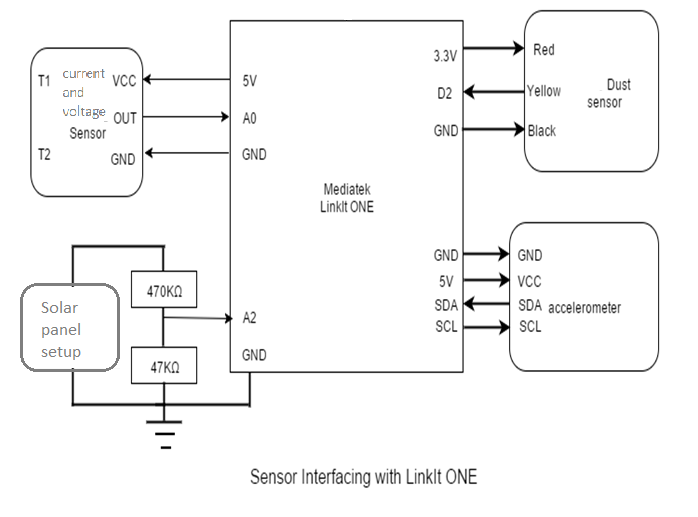 T1
current
and
voltage
Sensor
T2
VCC
OUT
GND
5V
A0
GND
Mediatek
LinkIt ONE
3.3V
D2
GND
Red
Yellow
Black
Dust
sensor
GND
5V
SDA
SCL
GND
VCC
SDA
SCL
accelerometer
Solar
panel
setup
470KΩ
47KΩ
A2
GND
Sensor Interfacing with LinkIt ONE